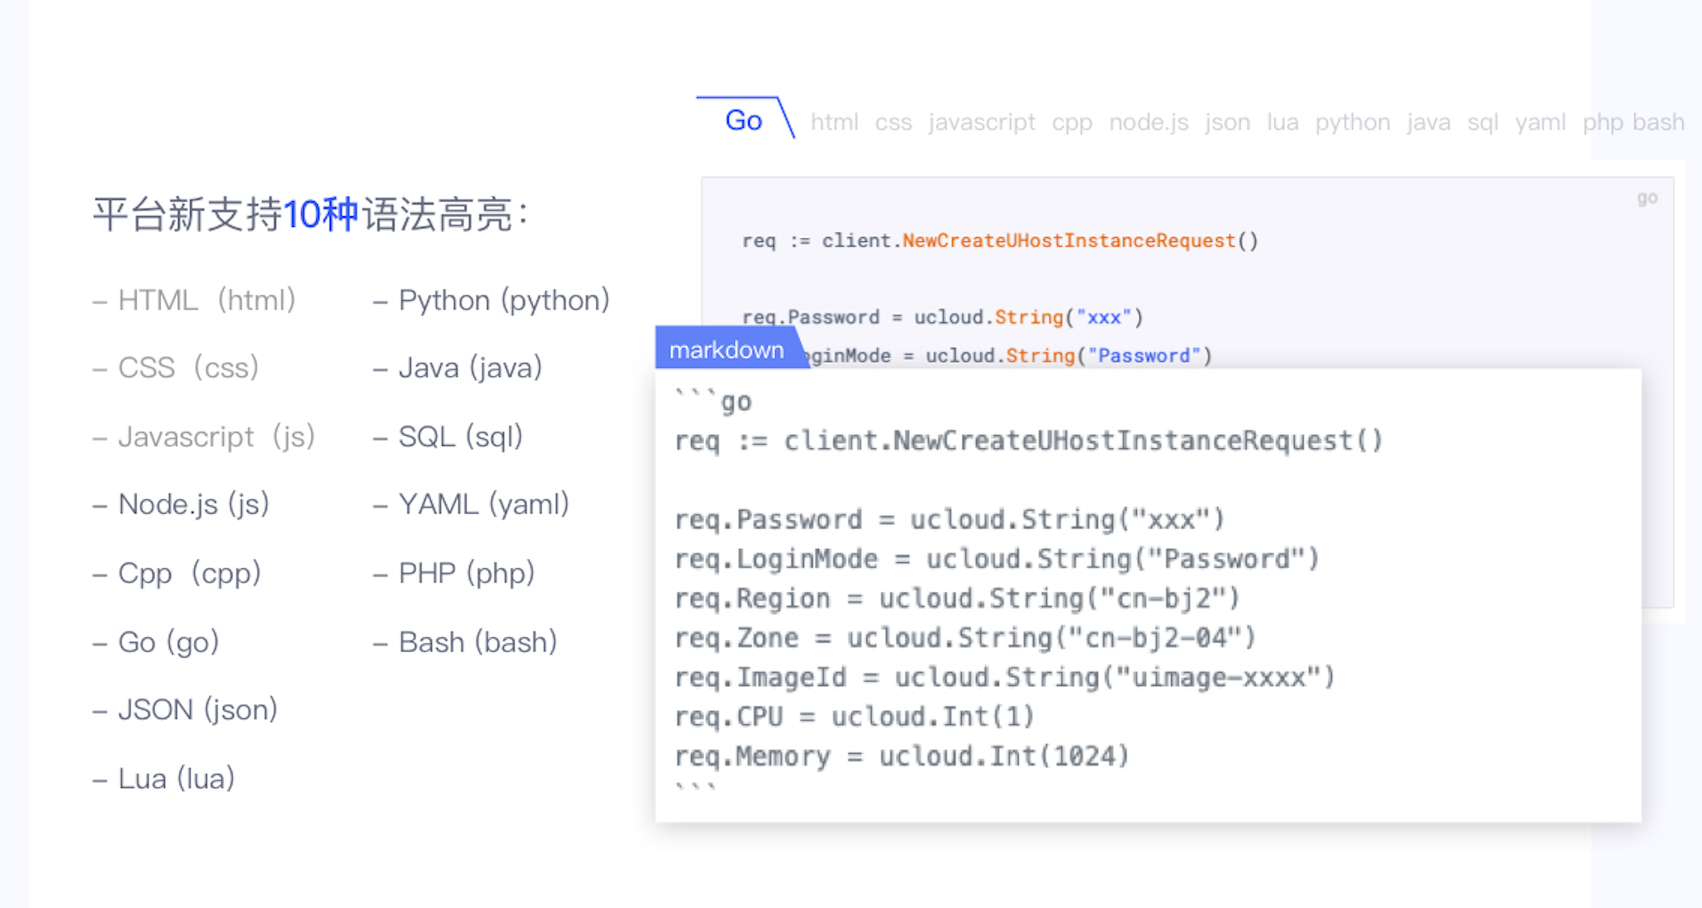 平台新支持10种语法高亮：
– HTML（html）
– CSS（css）
– Javascript（js）
– Node.js (js)
– Cpp（cpp）
– Go (go)
– JSON (json)
– Lua (lua)
– Python (python)
– Java (java)
– SQL (sql)
– YAML (yaml)
– PHP (php)
– Bash (bash)
Go html css javascript cpp node.js json lua python java sql yaml php bash
go
req := client.NewCreateUHostInstanceRequest()
req.Password = ucloud.String("xxx")
oginMode = ucloud.String("Password")
markdown
```go
req := client.NewCreateUHostInstanceRequest()
req.Password = ucloud.String("xxx")
req.LoginMode = ucloud.String("Password")
req.Region = ucloud.String("cn-bj2")
req.Zone = ucloud.String("cn-bj2-04")
req.ImageId = ucloud.String("uimage-xxxx")
req.CPU = ucloud.Int(1)
req.Memory = ucloud.Int(1024)
```